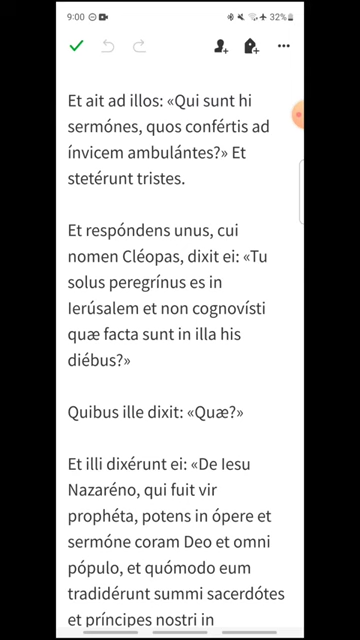 9:00
32%
Et ait ad illos: «Qui sunt hi
sermónes, quos confértis ad
ínvicem ambulántes?» Et
stetérunt tristes.
Et respóndens unus, cui
nomen Cléopas, dixit ei: «Tu
solus peregrínus es in
Ierúsalem et non cognovísti
quæ facta sunt in illa his
diébus?»
Quibus ille dixit: «Quæ?»
Et illi dixérunt ei: «De Iesu
Nazaréno, qui fuit vir
prophéta, potens in ópere et
sermóne coram Deo et omni
pópulo, et quómodo eum
tradidérunt summi sacerdótes
et príncipes nostri in